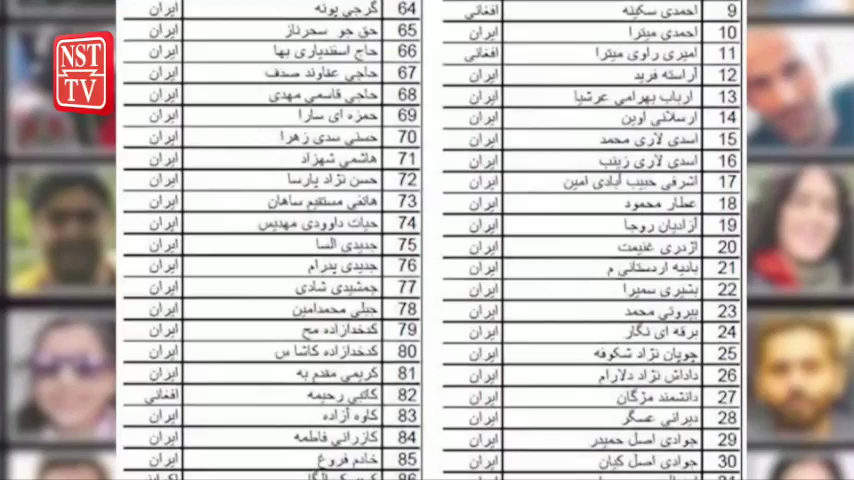 NST
TV
9 احمدی سکینه افغانی
10 احمدی میترا ایران
11 امیری راوی میترا افغانی
12 آراسته فرید ایران
13 ارباب بهرامی عرشیا ایران
14 ارسلانی آوین ایران
15 اسدی لاری محمد ایران
16 اسدی لاری زینب ایران
17 اشرفی حبیب آبادی امین ایران
18 عطار محمود ایران
19 آزادیان روجا ایران
20 اژدری غنیمت ایران
21 بادیه اردستانی م ایران
22 بشیری سمیرا ایران
23 بیروتی محمد ایران
24 برقه ای نگار ایران
25 چوپان نژاد شکوفه ایران
26 داداش نژاد دلارام ایران
27 دانشمند مژگان ایران
28 دیرانی عسگر ایران
29 جوادی اصل حمیدر ایران
30 جوادی اصل کیان ایران
64 گرجی پونه ایران
65 حق جو سحرناز ایران
66 حاج اسفندیاری بها ایران
67 حاجی عفاوند صدف ایران
68 حاجی قاسمی مهدی ایران
69 حمزه ای سارا ایران
70 حسنی سدی زهرا ایران
71 هاشمی شهزاد ایران
72 حسن نژاد پارسا ایران
73 هاتفی مستقیم ساهان ایران
74 حیات داوودی مهدیس ایران
75 جدیدی السا ایران
76 جدیدی پدرام ایران
77 جمشیدی شادی ایران
78 جبلی محمدامین ایران
79 کدخدازاده مح ایران
80 کدخدازاده کاشا س ایران
81 کریمی مقدم به ایران
82 کاتبی رحیمه افغانی
83 کاوه آزاده ایران
84 کازرانی فاطمه ایران
85 خادم فروغ ایران
86